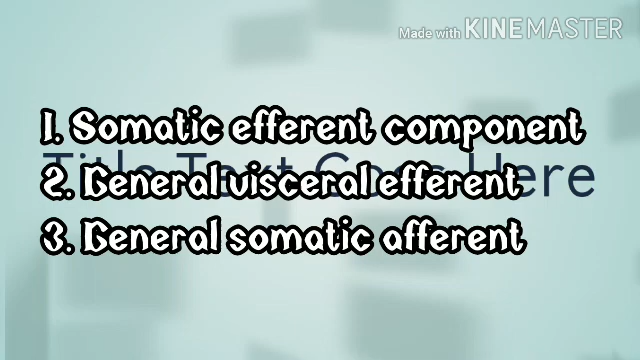 Made with KINEMASTER
1. Somatic efferent component
Title Text Goes Here
2. General visceral efferent
3. General somatic afferent